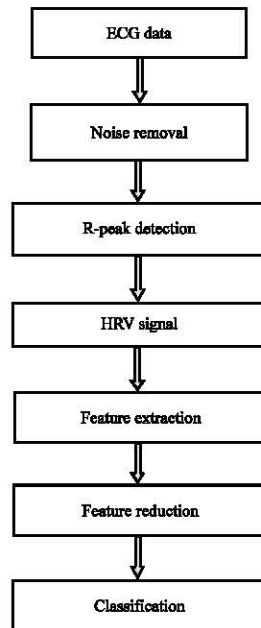 ECG data
Noise removal
R-peak detection
HRV signal
Feature extraction
Feature reduction
Classification